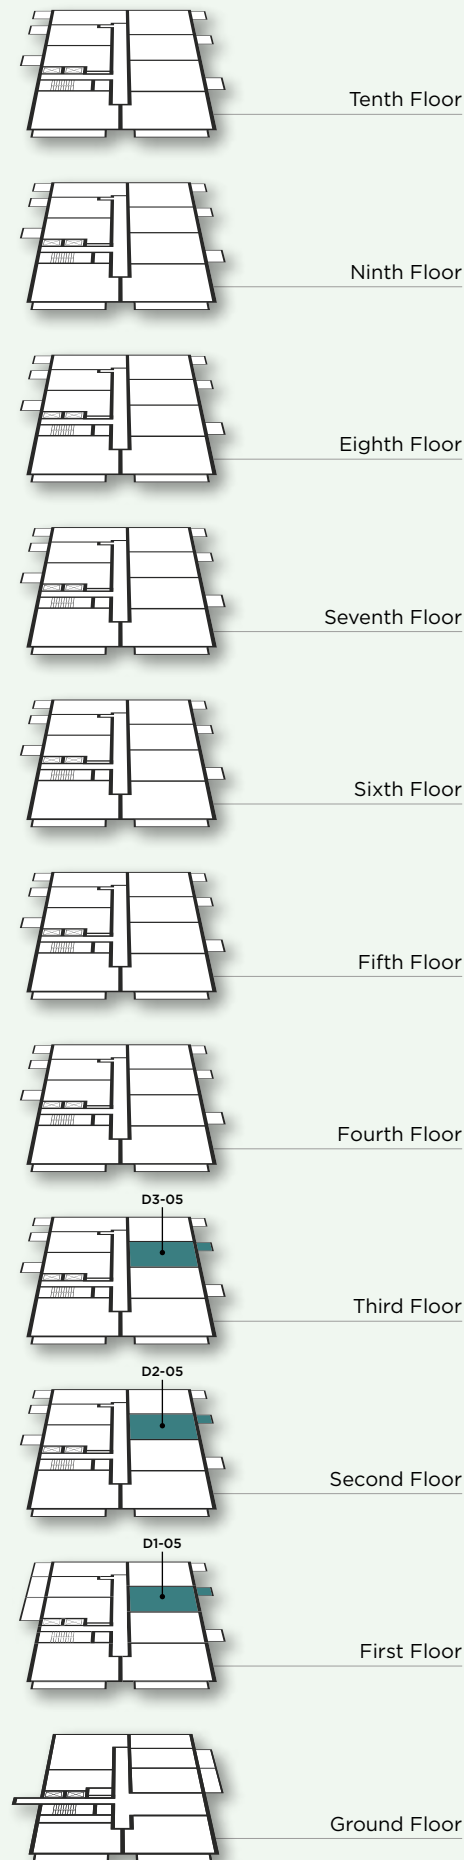 Tenth Floor
Ninth Floor
Eighth Floor
Seventh Floor
Sixth Floor
Fifth Floor
Fourth Floor
D3-05
Third Floor
D2-05
Second Floor
D1-05
First Floor
Ground Floor